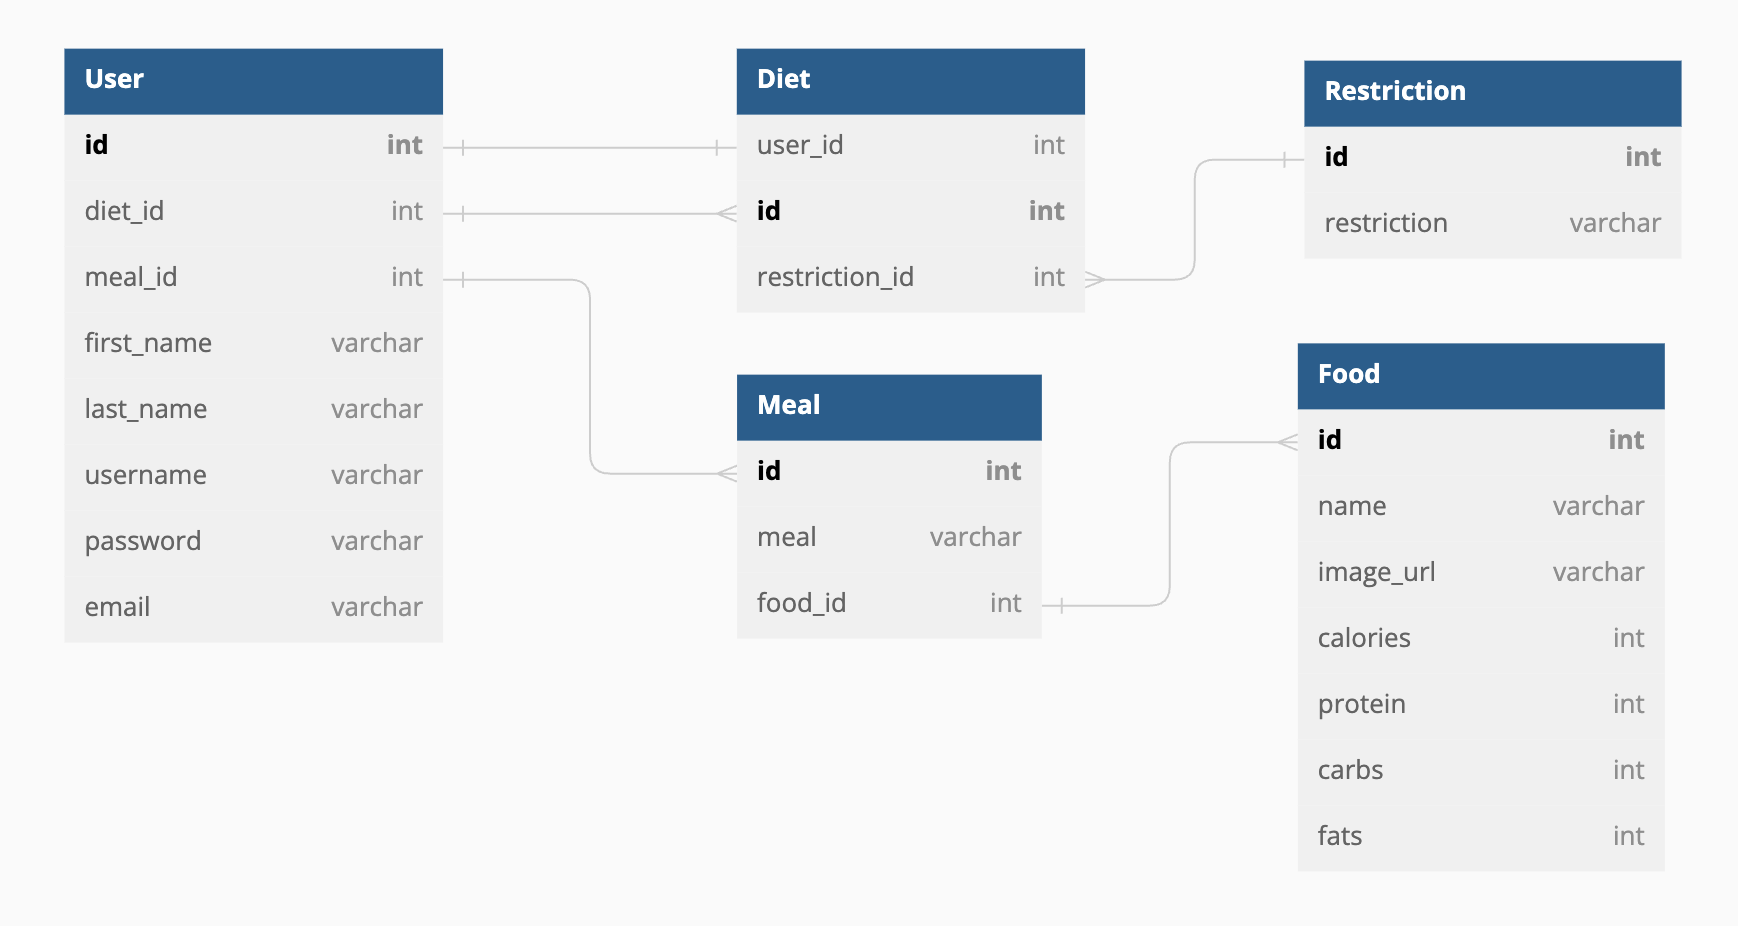 User
id int
diet_id int
meal_id int
first_name varchar
last_name varchar
username varchar
password varchar
email varchar
Diet
user_id int
id int
restriction_id int
Meal
id int
meal varchar
food_id int
Restriction
id int
restriction varchar
Food
id int
name varchar
image_url varchar
calories int
protein int
carbs int
fats int